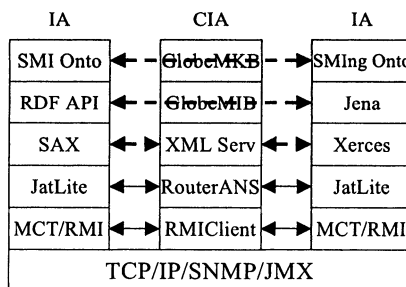 IA CIA IA
SMI Onto GlobeMKB SMIng Onto
RDF API GlobeMIB Jena
SAX XML Serv Xerces
JatLite RouterANS JatLite
MCT/RMI RMIClient MCT/RMI
TCP/IP/SNMP/JMX